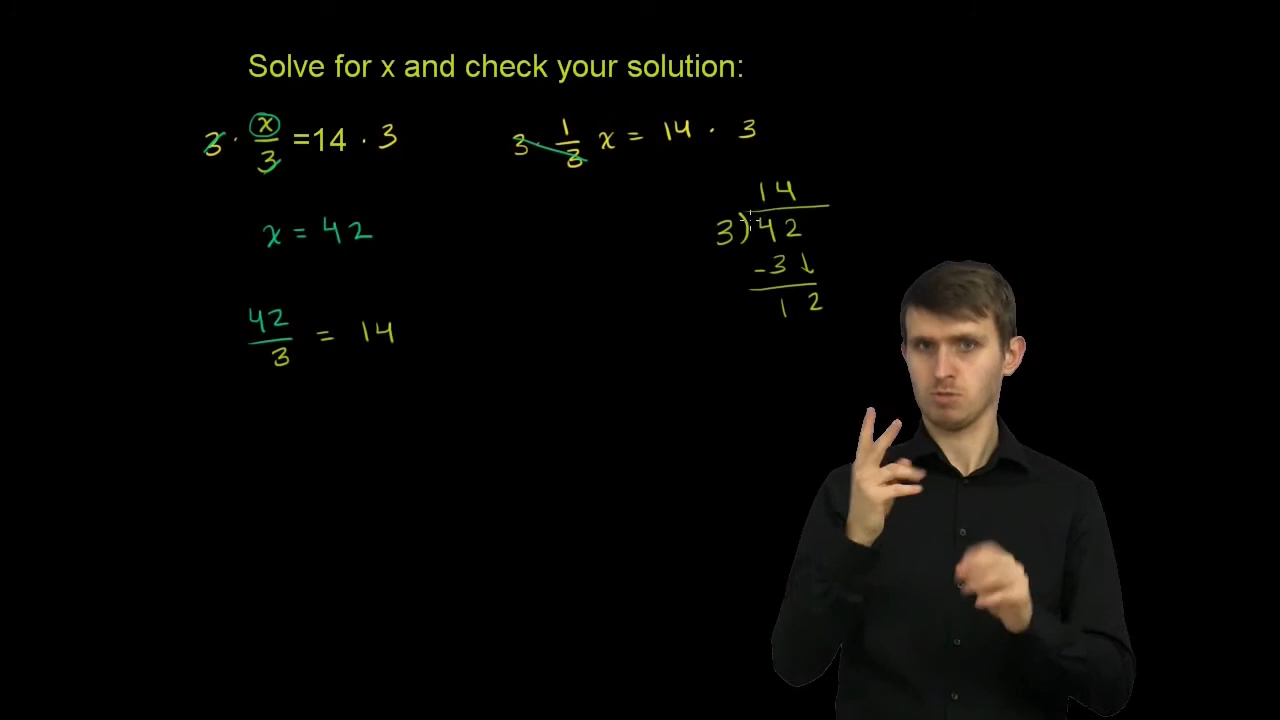 Solve for x and check your solution:
3 · x/3 = 14 · 3
3 · 1/3 x = 14 · 3
x = 42
42/3 = 14
14
3)42
-3↓
12